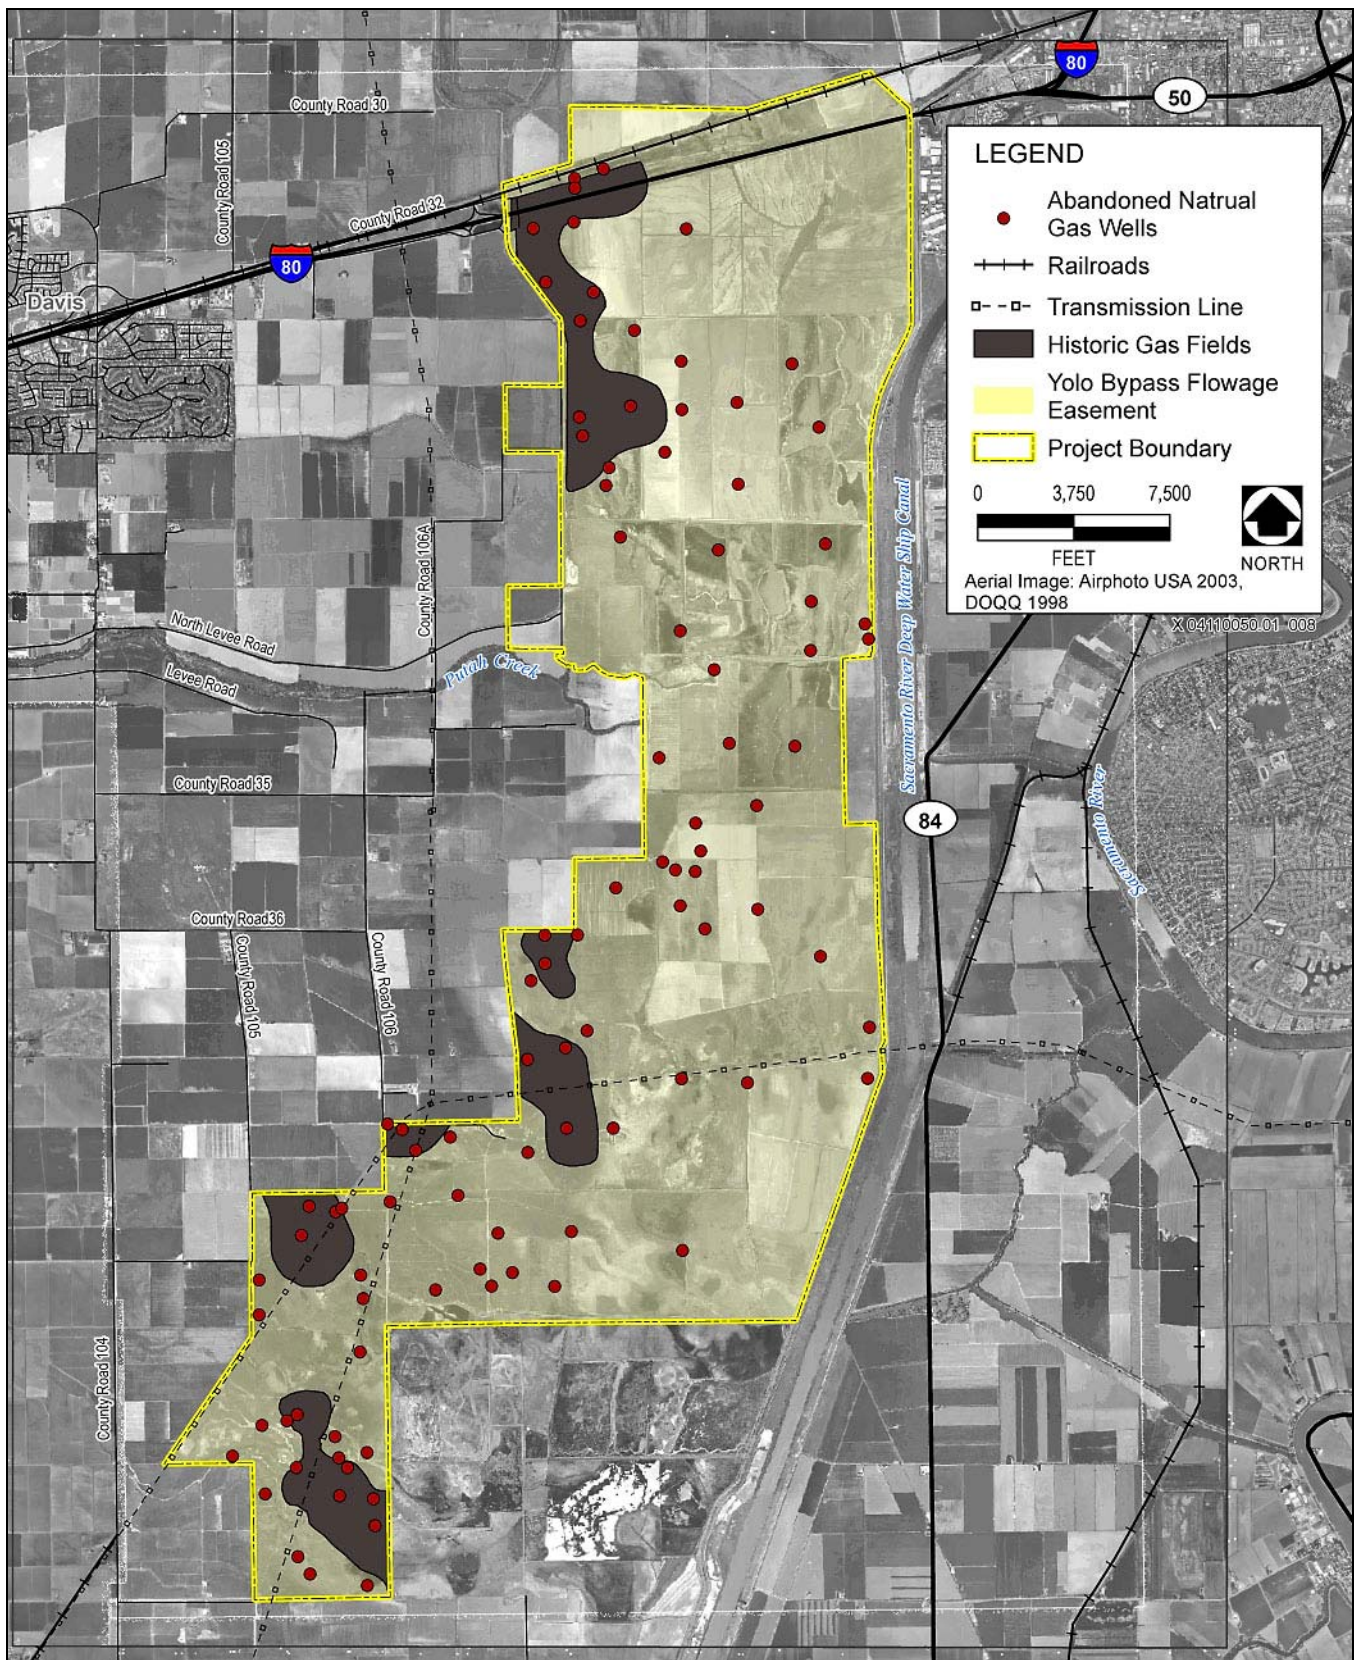 County Road 30
80
50
County Road 105
County Road 32
80
Davis
LEGEND
Abandoned Natrual
Gas Wells
Railroads
Transmission Line
Historic Gas Fields
Yolo Bypass Flowage
Easement
Project Boundary
0 3,750 7,500
FEET
NORTH
Aerial Image: Airphoto USA 2003,
DOQQ 1998
X 04110050.01 008
Sacramento River Deep Water Ship Canal
County Road 106A
North Levee Road
Levee Road
Putah Creek
County Road 35
84
Sacramento River
County Road36
County Road 105
County Road 106
County Road 104